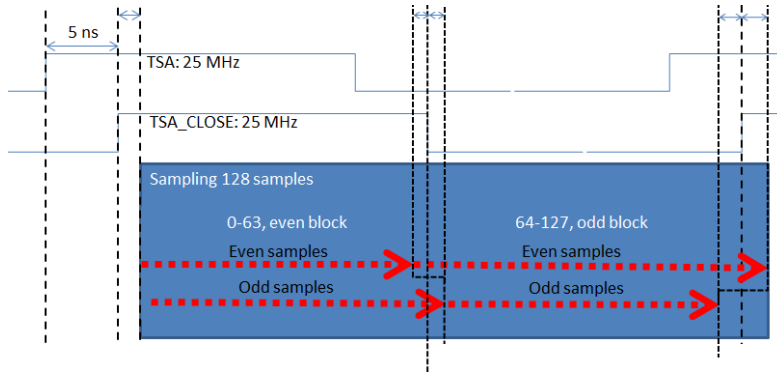 5 ns
TSA: 25 MHz
TSA_CLOSE: 25 MHz
Sampling 128 samples
0-63, even block
64-127, odd block
Even samples
Even samples
Odd samples
Odd samples